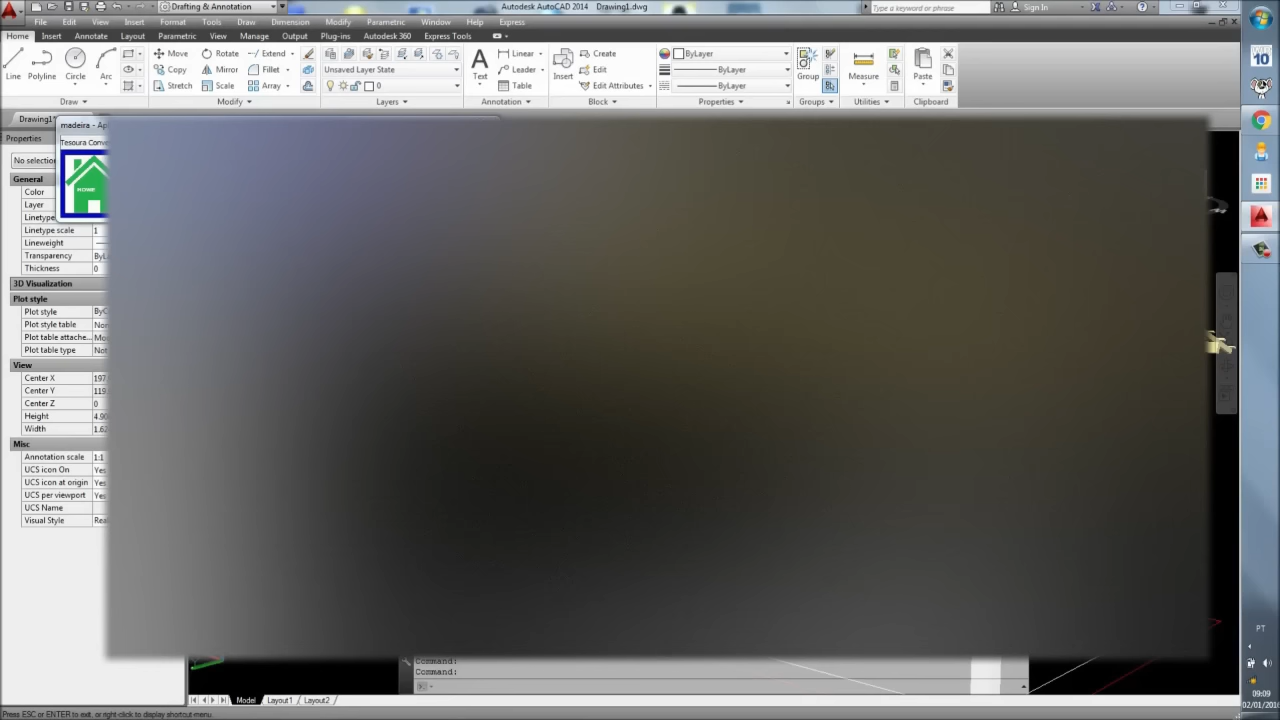 Drafting & Annotation
Autodesk AutoCAD 2014 Drawing1.dwg
Type a keyword or phrase
Sign In
File Edit View Insert Format Tools Draw Dimension Modify Parametric Window Help Express
Home Insert Annotate Layout Parametric View Manage Output Plug-ins Autodesk 360 Express Tools
Line Polyline Circle Arc
Move Rotate Extend
Copy Mirror Fillet
Stretch Scale Array
Unsaved Layer State
0
Text
Linear
Leader
Table
Insert
Create
Edit
Edit Attributes
ByLayer
ByLayer
ByLayer
Group
Measure
Paste
Draw Modify Layers Annotation Block Properties Groups Utilities Clipboard
Drawing1
madeira -
Properties
Tesoura
No selection
HOME
General
Color
Layer
Linetype
Linetype scale 1
Lineweight
Transparency
Thickness 0
3D Visualization
Plot style
Plot style
Plot style table
Plot table attache...
Plot table type
View
Center X
Center Y
Center Z 0
Height
Width
Misc
Annotation scale 1:1
UCS icon On Yes
UCS icon at origin Yes
UCS per viewport Yes
UCS Name
Visual Style
Command:
Command:
Model Layout1 Layout2
Press ESC or ENTER to exit, or right-click to display shortcut menu.
10
PT
09:09